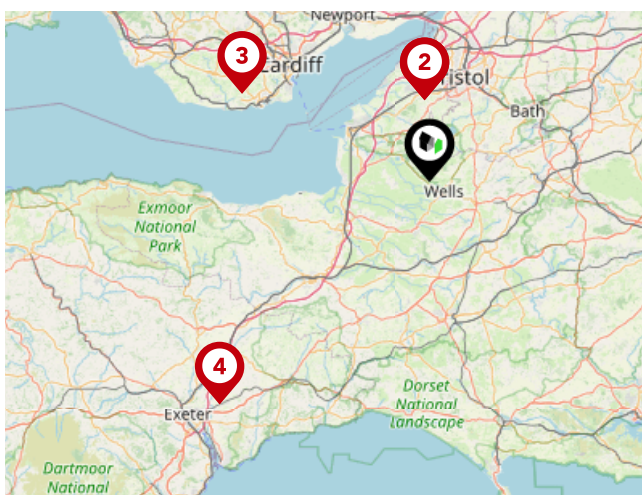 Newport
3
Cardiff
2
Bristol
Bath
Wells
Exmoor
National
Park
4
Exeter
Dorset
National
Landscape
Dartmoor
National